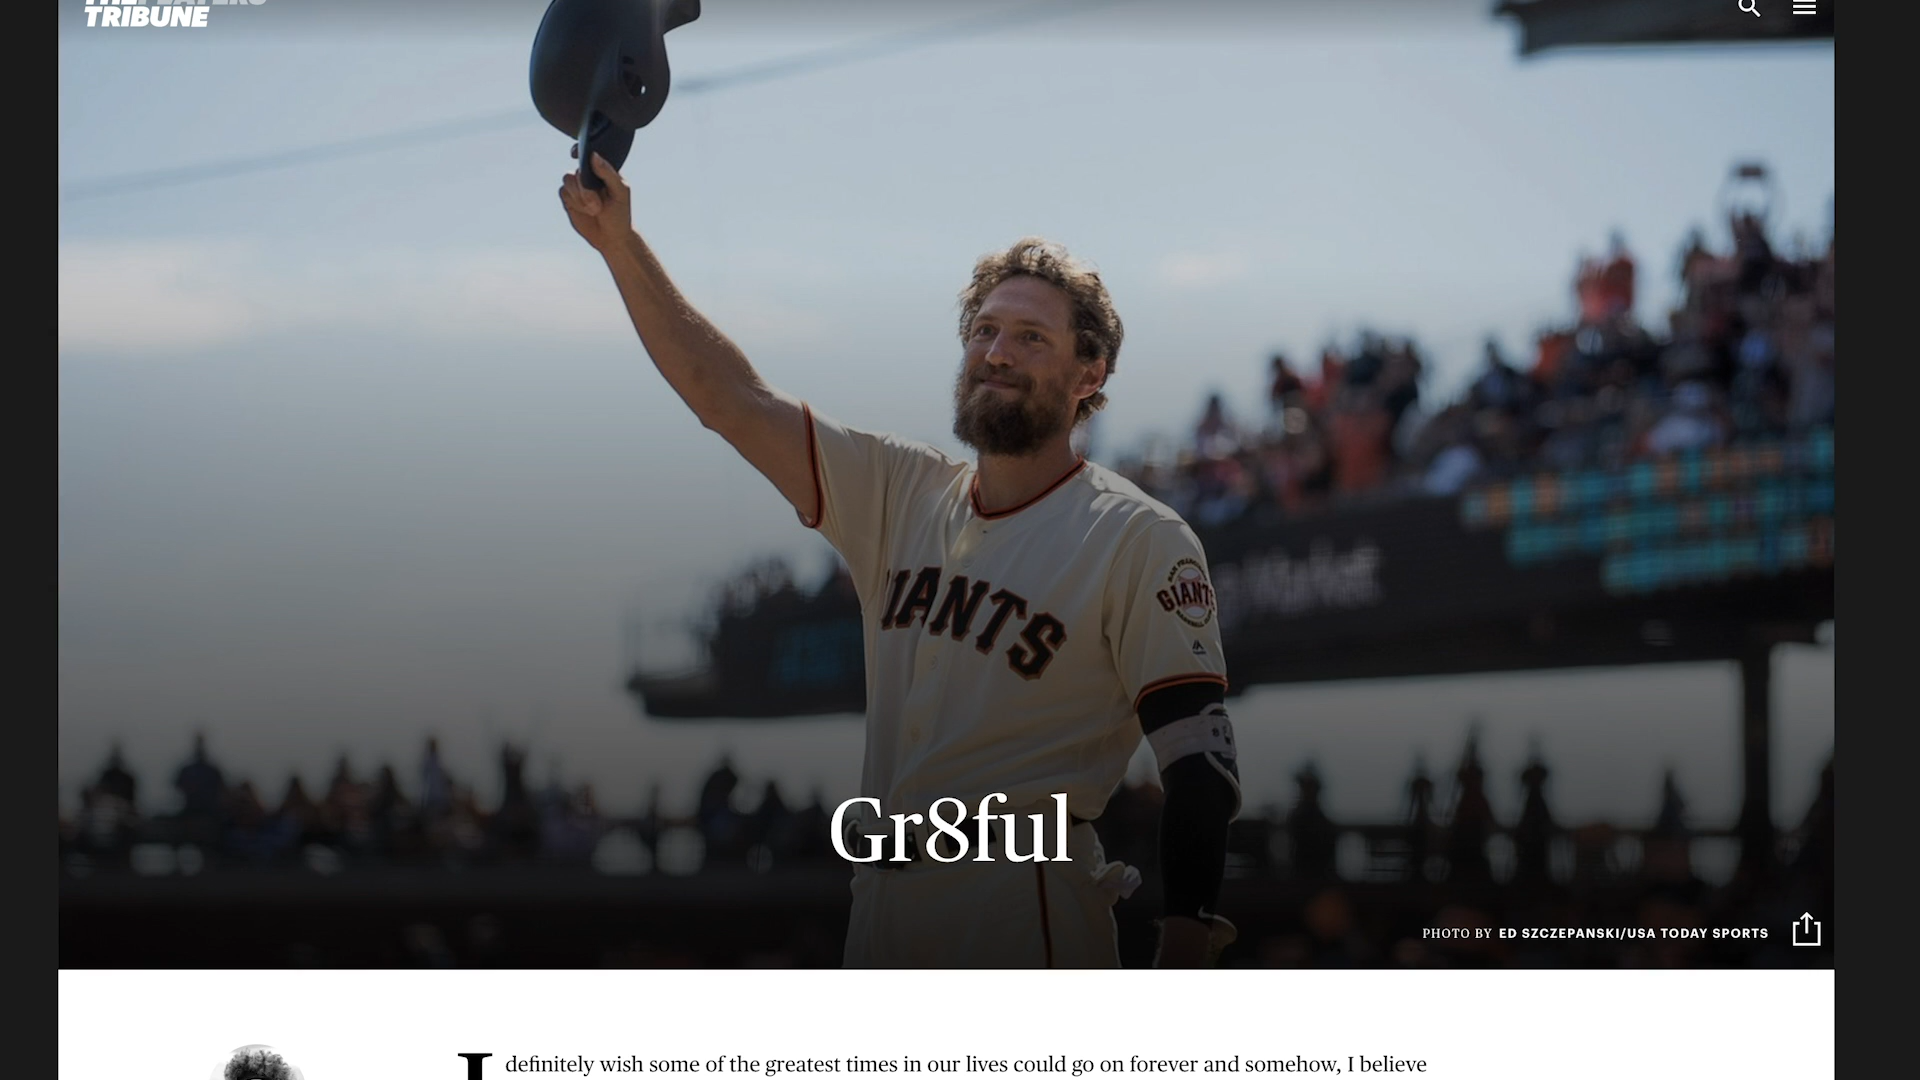 TRIBUNE
GIANTS
GIANTS
Gr8ful
PHOTO BY ED SZCZEPANSKI/USA TODAY SPORTS
I definitely wish some of the greatest times in our lives could go on forever and somehow, I believe